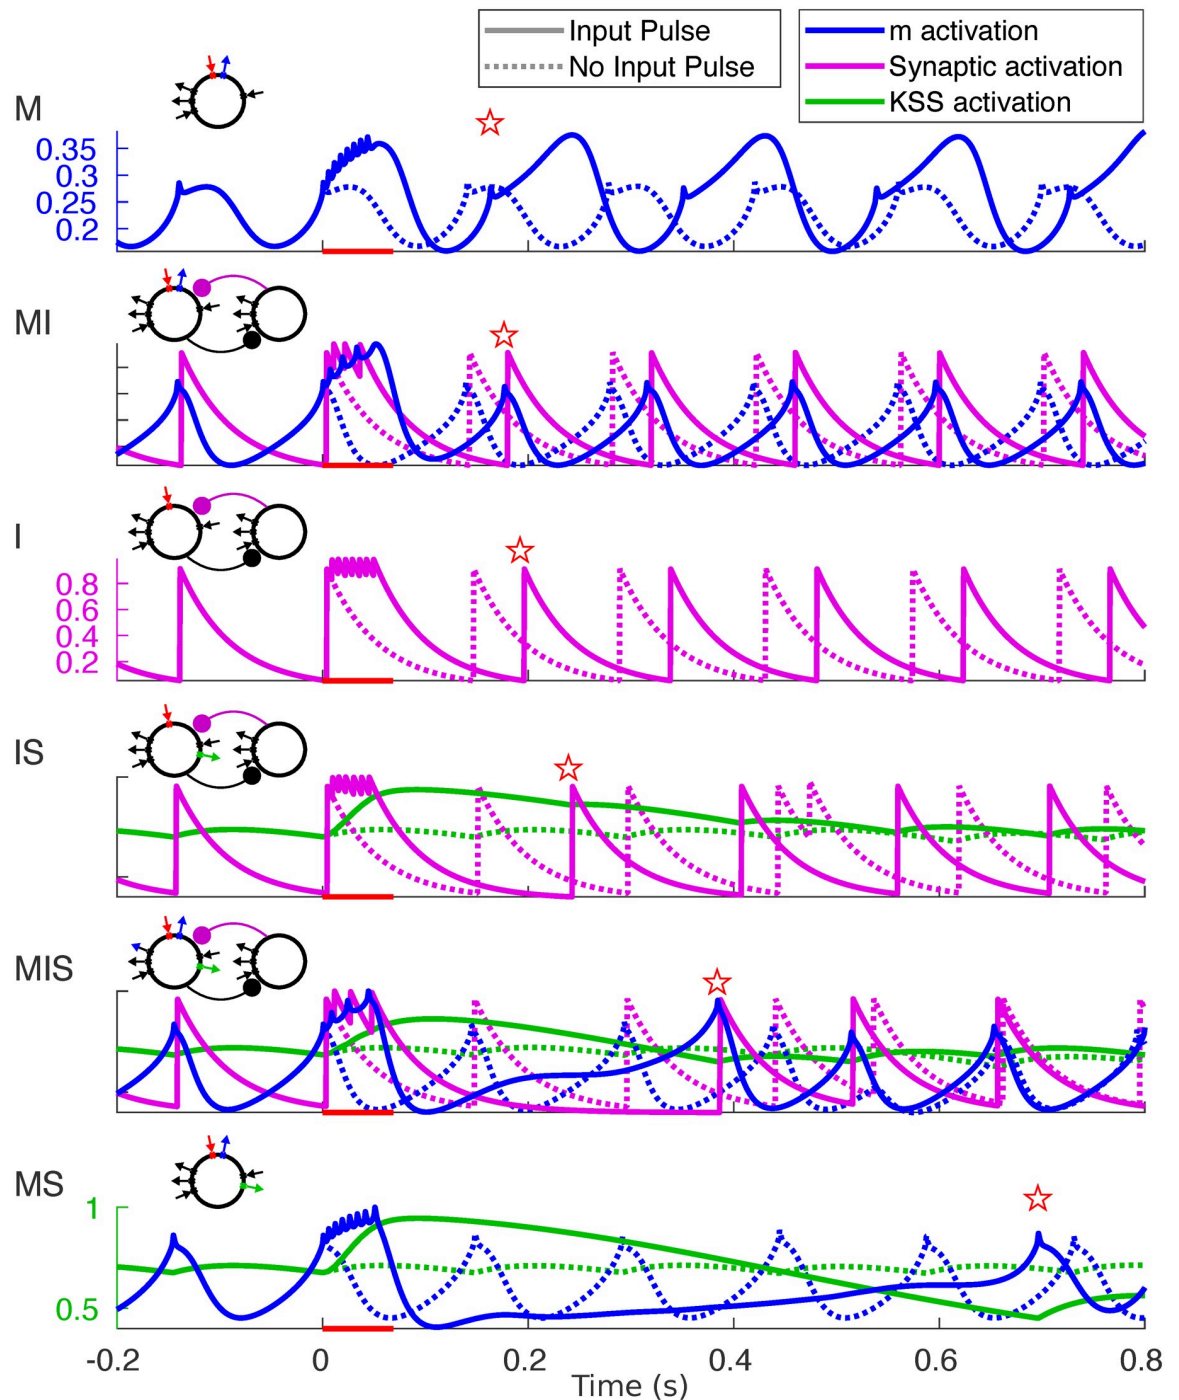 Input Pulse
No Input Pulse
m activation
Synaptic activation
KSS activation
M
0.35
0.3
0.25
0.2
MI
I
0.8
0.6
0.4
0.2
IS
MIS
MS
1
0.5
-0.2 0 0.2 0.4 0.6 0.8
Time (s)